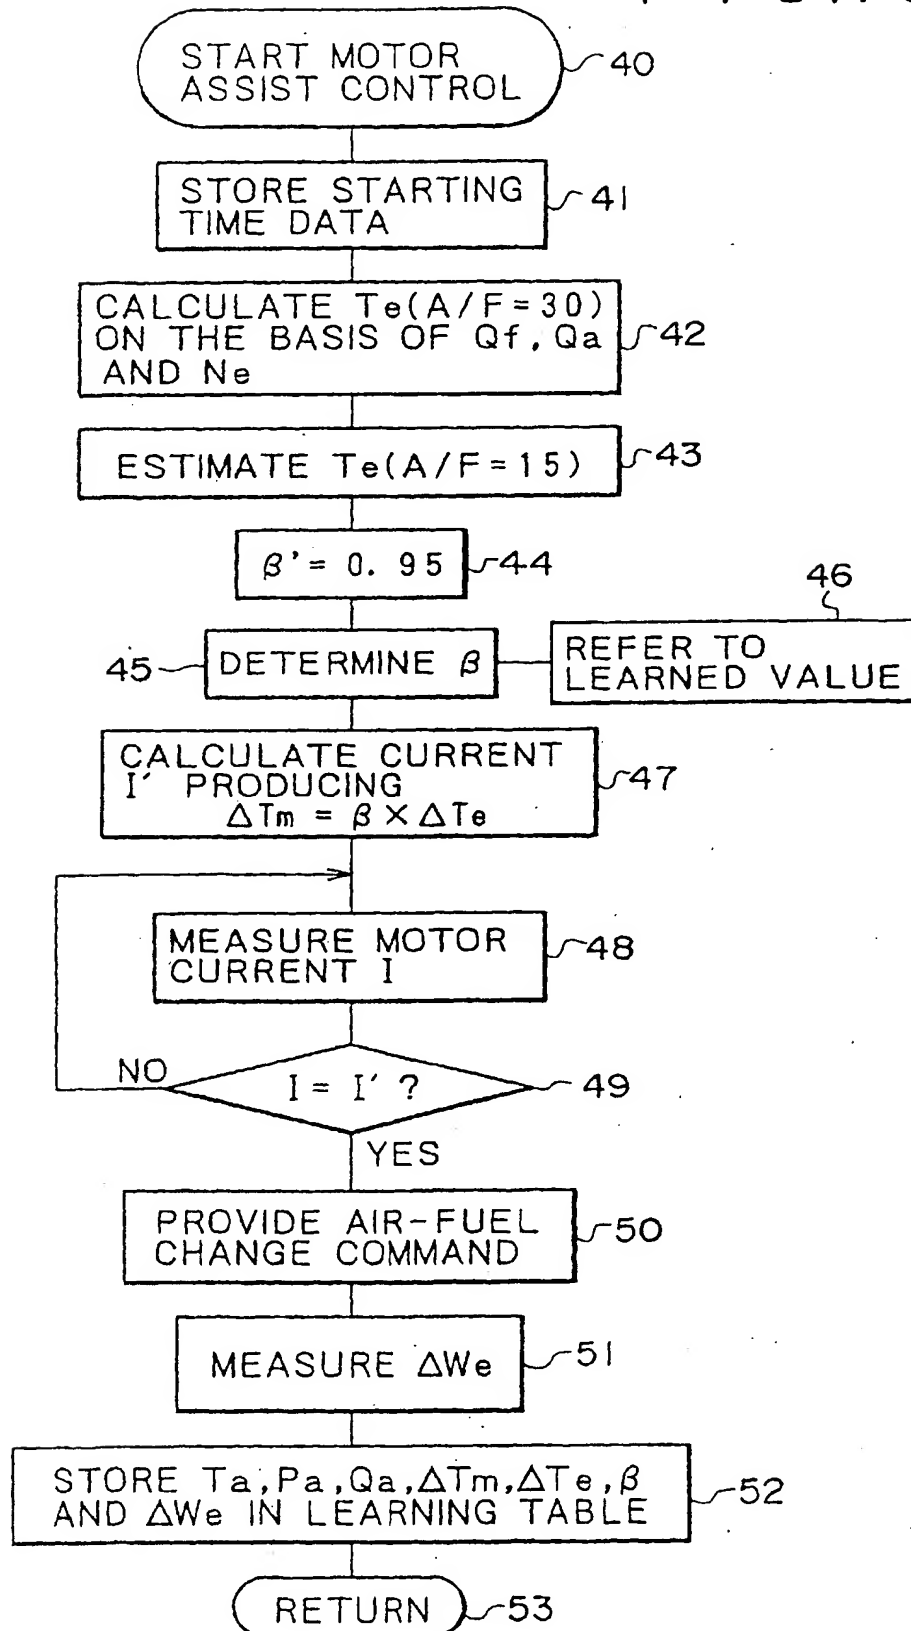 START MOTOR
ASSIST CONTROL
40
STORE STARTING
TIME DATA
41
CALCULATE Te(A/F=30)
ON THE BASIS OF Qf, Qa
AND Ne
42
ESTIMATE Te(A/F=15)
43
β'= 0. 95
44
46
45
DETERMINE β
REFER TO
LEARNED VALUE
CALCULATE CURRENT
I' PRODUCING
ΔTm = β × ΔTe
47
MEASURE MOTOR
CURRENT I
48
NO
I = I' ?
49
YES
PROVIDE AIR-FUEL
CHANGE COMMAND
50
MEASURE ΔWe
51
STORE Ta,Pa,Qa,ΔTm,ΔTe,β
AND ΔWe IN LEARNING TABLE
52
RETURN
53